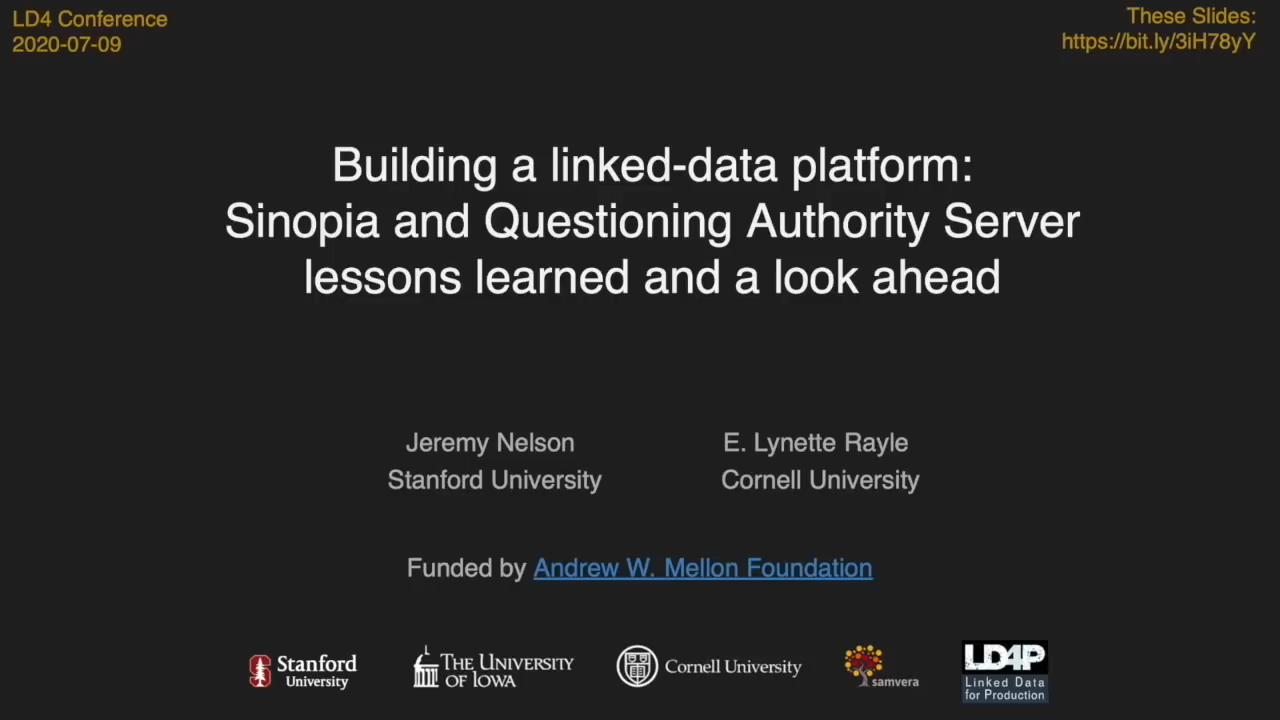 LD4 Conference
2020-07-09
These Slides:
https://bit.ly/3iH78yY
Building a linked-data platform:
Sinopia and Questioning Authority Server
lessons learned and a look ahead
Jeremy Nelson
Stanford University
E. Lynette Rayle
Cornell University
Funded by Andrew W. Mellon Foundation
Stanford
University
THE UNIVERSITY
OF IOWA
Cornell University
samvera
LD4P
Linked Data
for Production